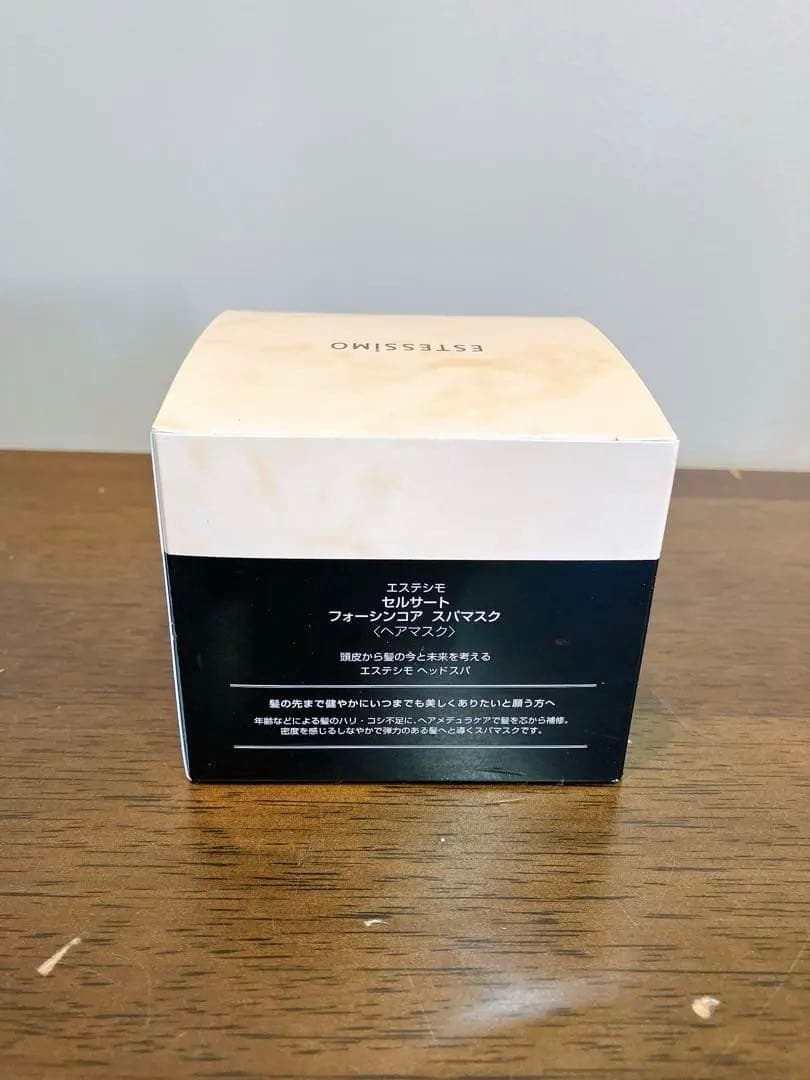 ESTESSiMO
エステシモ
セルサート
フォーシンコア スパマスク
〈ヘアマスク〉
頭皮から髪の今と未来を考える
エステシモ ヘッドスパ
髪の先まで健やかにいつまでも美しくありたいと願う方へ
年齢などによる髪のハリ・コシ不足に、ヘアメデュラケアで髪を芯から補修。
密度を感じるしなやかで弾力のある髪へと導くスパマスクです。